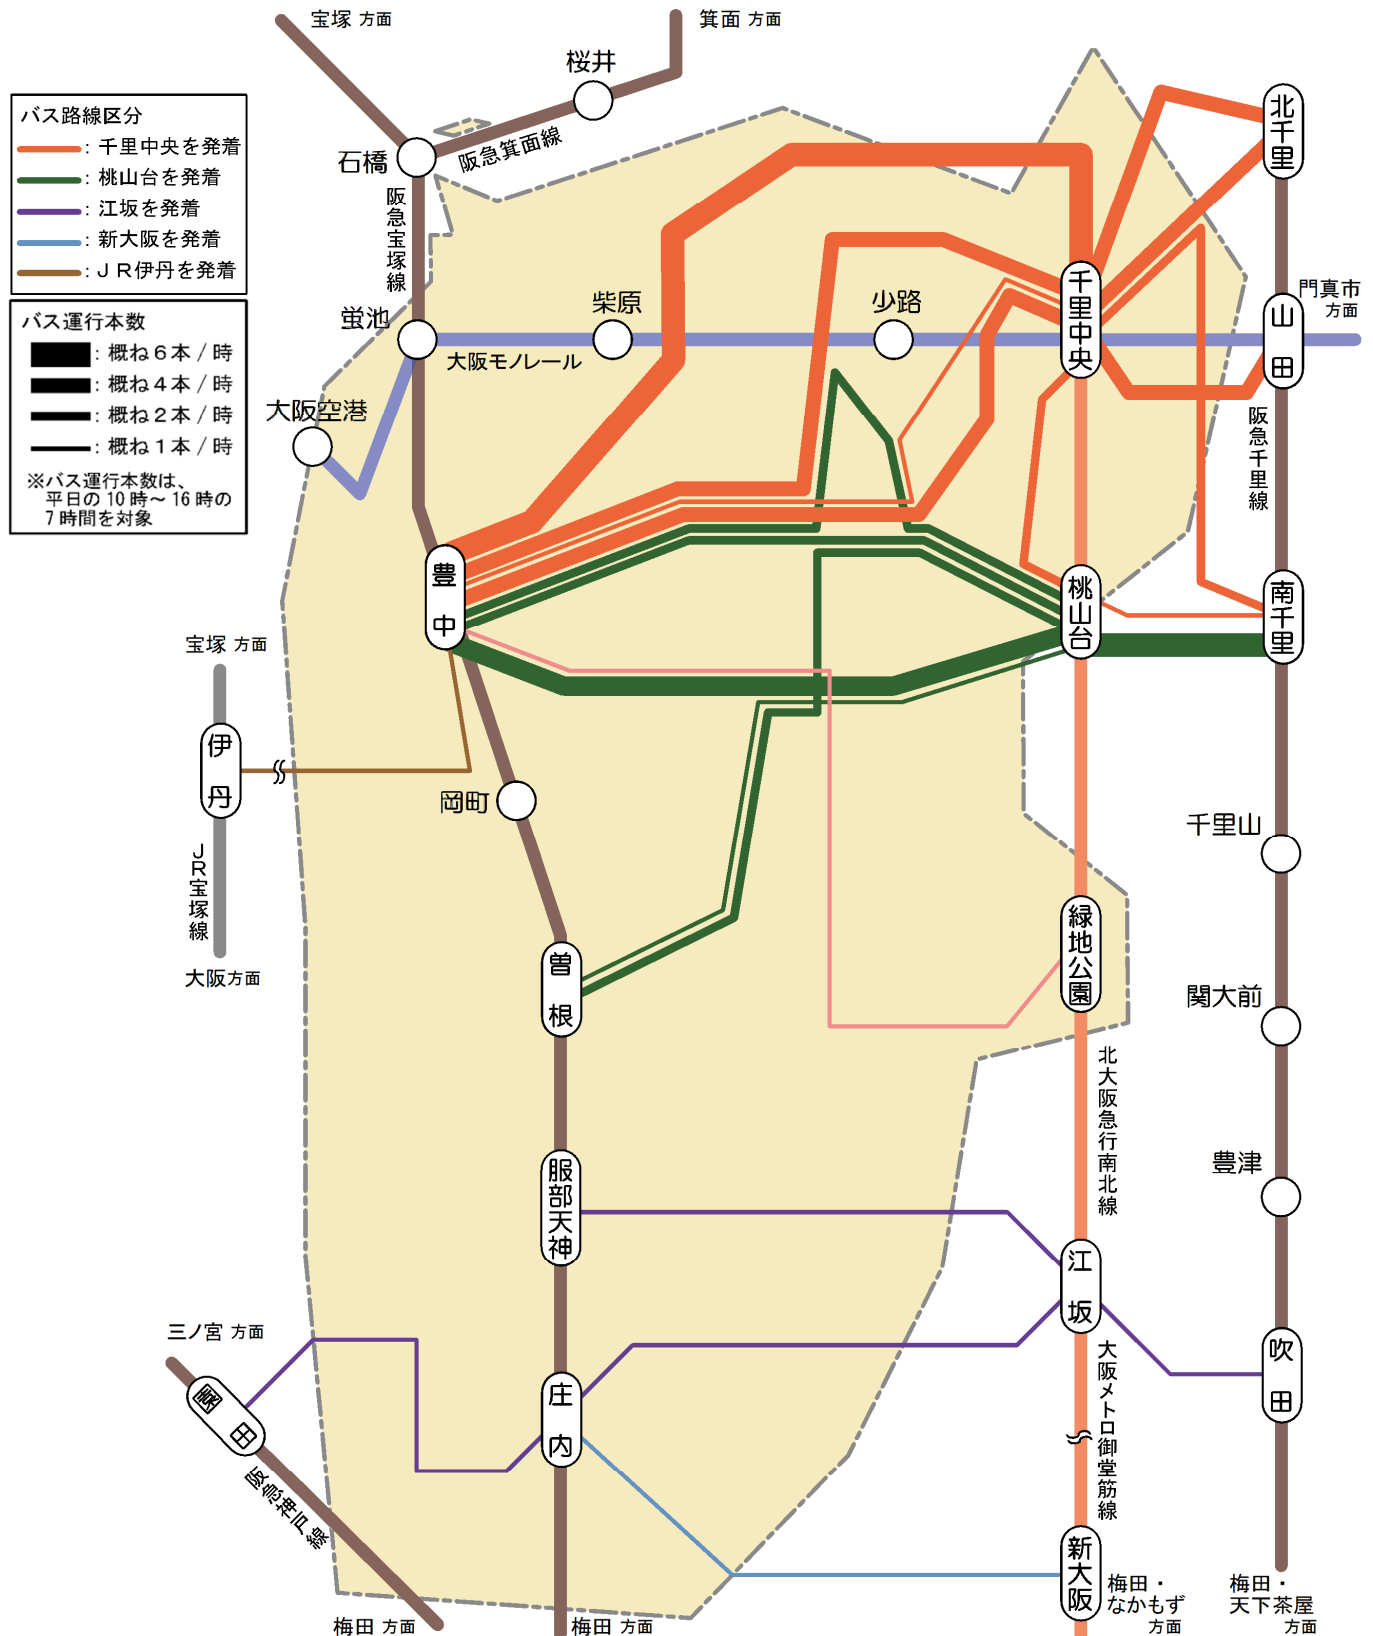 宝塚 方面
箕面 方面
桜井
北千里
バス路線区分
：千里中央を発着
：桃山台を発着
：江坂を発着
：新大阪を発着
：ＪＲ伊丹を発着
石橋
阪急箕面線
阪急宝塚線
千里中央
門真市
方面
バス運行本数
：概ね６本／時
：概ね４本／時
：概ね２本／時
：概ね１本／時
※バス運行本数は、
平日の10時～16時の
7時間を対象
蛍池
柴原
少路
山田
大阪モノレール
大阪空港
阪急千里線
豊中
桃山台
南千里
宝塚 方面
伊丹
JR宝塚線
大阪方面
岡町
千里山
緑地公園
曽根
関大前
北大阪急行南北線
服部天神
豊津
江坂
三ノ宮 方面
園田
阪急神戸線
庄内
大阪メトロ御堂筋線
吹田
新大阪
梅田・
なかもず
方面
梅田・
天下茶屋
方面
梅田 方面
梅田 方面